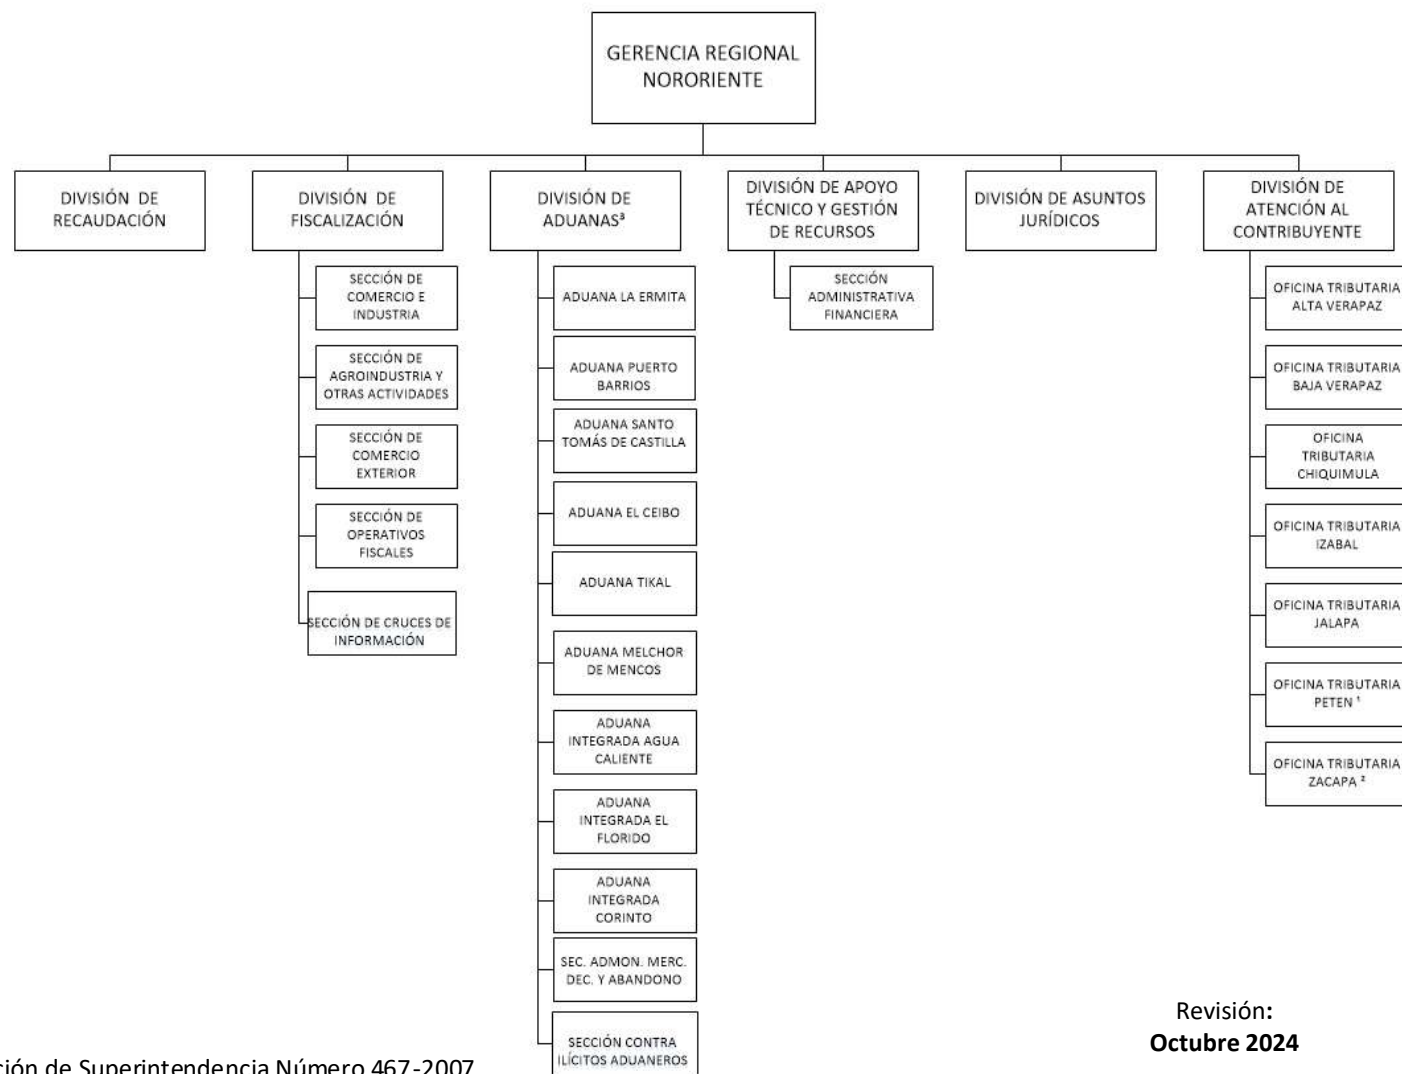 GERENCIA REGIONAL
NORORIENTE
DIVISIÓN DE
RECAUDACIÓN
DIVISIÓN DE
FISCALIZACIÓN
SECCIÓN DE
COMERCIO E
INDUSTRIA
SECCIÓN DE
AGROINDUSTRIA Y
OTRAS ACTIVIDADES
SECCIÓN DE
COMERCIO
EXTERIOR
SECCIÓN DE
OPERATIVOS
FISCALES
SECCIÓN DE CRUCES DE
INFORMACIÓN
DIVISIÓN DE
ADUANAS³
ADUANA LA ERMITA
ADUANA PUERTO
BARRIOS
ADUANA SANTO
TOMÁS DE CASTILLA
ADUANA EL CEIBO
ADUANA TIKAL
ADUANA MELCHOR
DE MENCOS
ADUANA
INTEGRADA AGUA
CALIENTE
ADUANA
INTEGRADA EL
FLORIDO
ADUANA
INTEGRADA
CORINTO
SEC. ADMON. MERC.
DEC. Y ABANDONO
SECCIÓN CONTRA
ILÍCITOS ADUANEROS
DIVISIÓN DE APOYO
TÉCNICO Y GESTIÓN
DE RECURSOS
SECCIÓN
ADMINISTRATIVA
FINANCIERA
DIVISIÓN DE ASUNTOS
JURÍDICOS
DIVISIÓN DE
ATENCIÓN AL
CONTRIBUYENTE
OFICINA TRIBUTARIA
ALTA VERAPAZ
OFICINA TRIBUTARIA
BAJA VERAPAZ
OFICINA
TRIBUTARIA
CHIQUIMULA
OFICINA TRIBUTARIA
IZABAL
OFICINA TRIBUTARIA
JALAPA
OFICINA TRIBUTARIA
PETEN ¹
OFICINA TRIBUTARIA
ZACAPA ²
Revisión:
Octubre 2024
ción de Superintendencia Número 467-2007